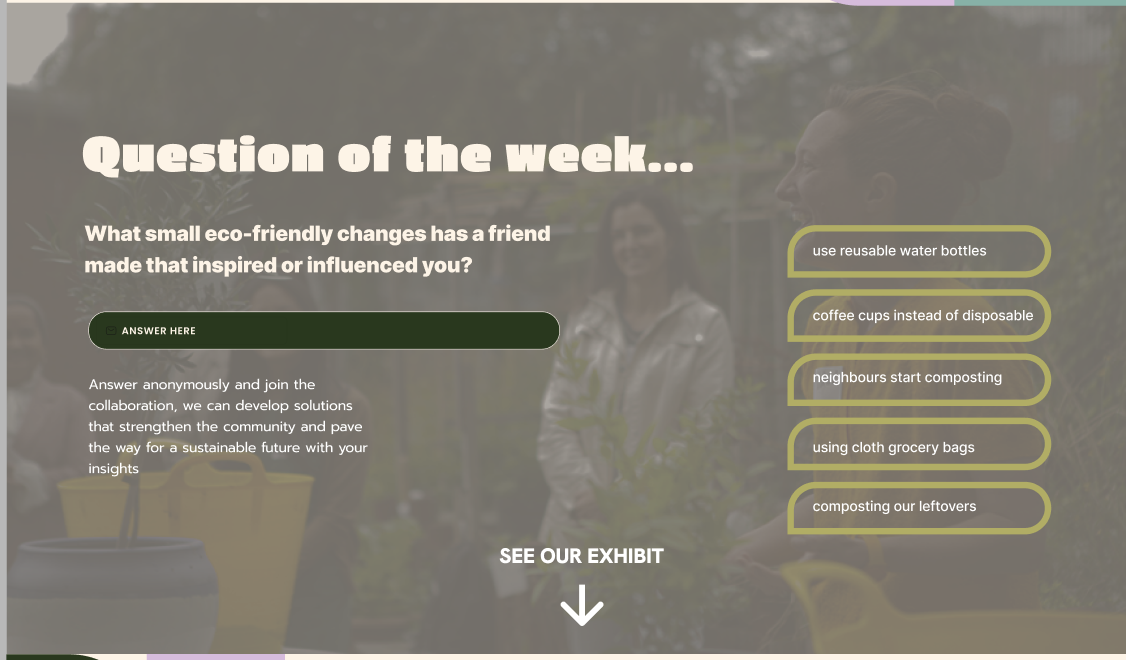 Question of the week...
What small eco-friendly changes has a friend
made that inspired or influenced you?
ANSWER HERE
Answer anonymously and join the
collaboration, we can develop solutions
that strengthen the community and pave
the way for a sustainable future with your
insights
use reusable water bottles
coffee cups instead of disposable
neighbours start composting
using cloth grocery bags
composting our leftovers
SEE OUR EXHIBIT